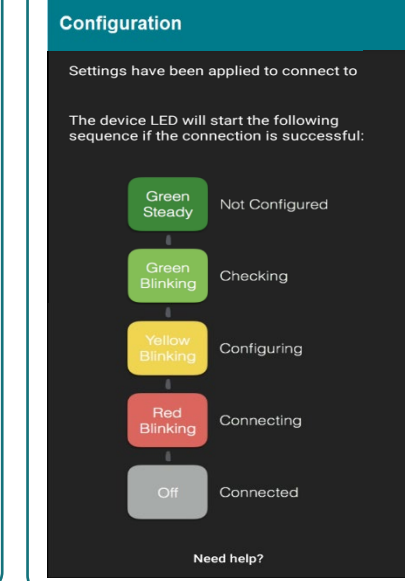 Configuration
Settings have been applied to connect to
The device LED will start the following
sequence if the connection is successful:
Green
Steady
Not Configured
Green
Blinking
Checking
Yellow
Blinking
Configuring
Red
Blinking
Connecting
Off
Connected
Need help?